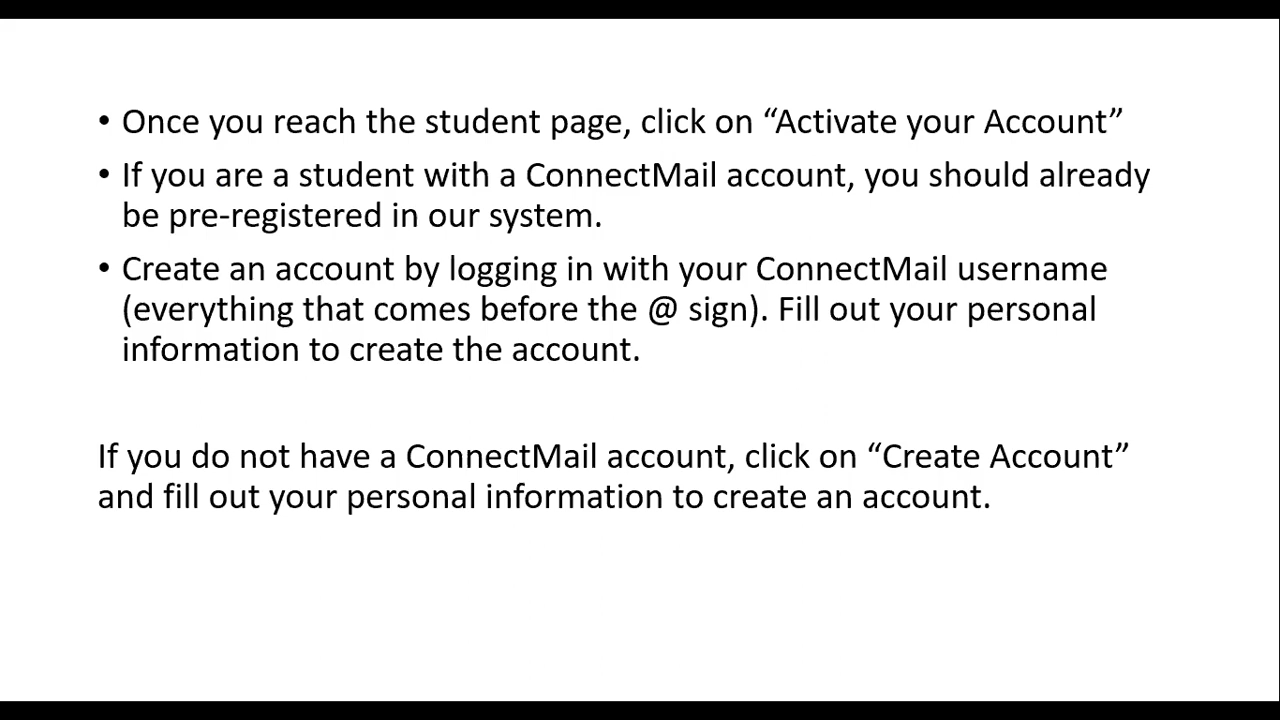 • Once you reach the student page, click on “Activate your Account”
• If you are a student with a ConnectMail account, you should already
be pre-registered in our system.
• Create an account by logging in with your ConnectMail username
(everything that comes before the @ sign). Fill out your personal
information to create the account.
If you do not have a ConnectMail account, click on “Create Account”
and fill out your personal information to create an account.